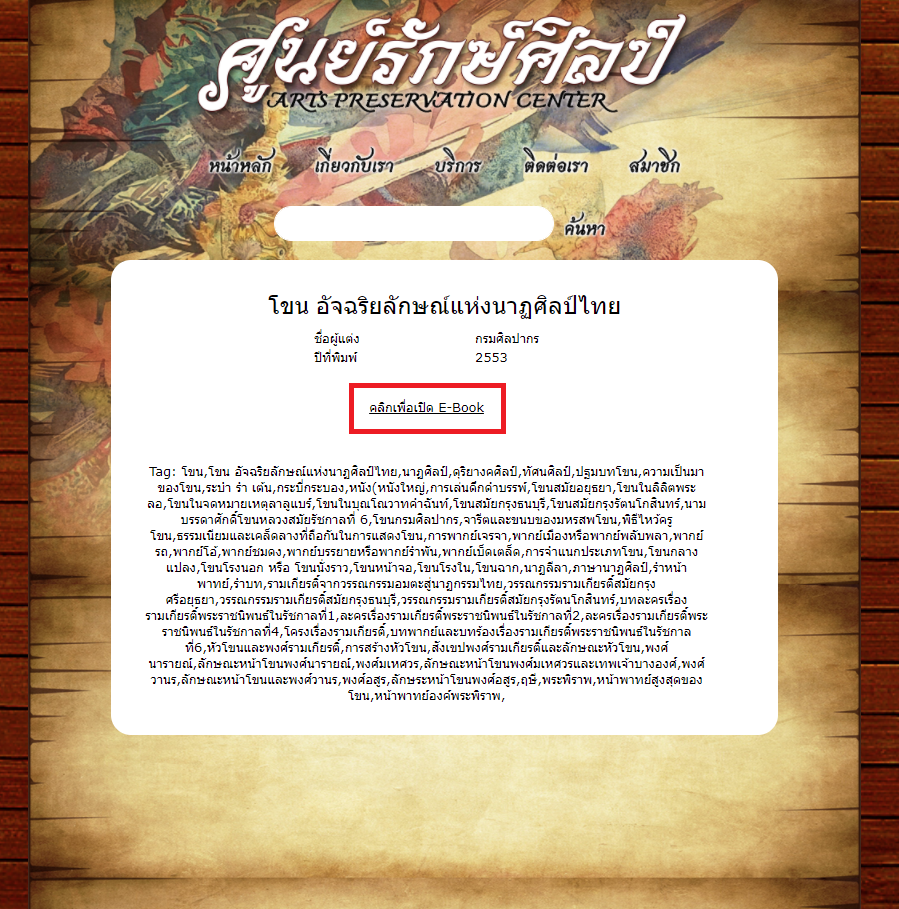 ศูนย์รักษ์ศิลป์
ARTS PRESERVATION CENTER
หน้าหลัก เกี่ยวกับเรา บริการ ติดต่อเรา สมาชิก
ค้นหา
โขน อัจฉริยลักษณ์แห่งนาฏศิลป์ไทย
ชื่อผู้แต่ง กรมศิลปากร
ปีที่พิมพ์ 2553
คลิกเพื่อเปิด E-Book
Tag: โขน,โขน อัจฉริยลักษณ์แห่งนาฏศิลป์ไทย,นาฏศิลป์,ดุริยางคศิลป์,ทัศนศิลป์,ปฐมบทโขน,ความเป็นมา
ของโขน,ระบำ รำ เต้น,กระบี่กระบอง,หนัง(หนังใหญ่,การเล่นดึกดำบรรพ์,โขนสมัยอยุธยา,โขนในลิลิตพระ
ลอ,โขนในจดหมายเหตุลาลูแบร์,โขนในบุณโณวาทคำฉันท์,โขนสมัยกรุงธนบุรี,โขนสมัยกรุงรัตนโกสินทร์,นาม
บรรดาศักดิ์โขนหลวงสมัยรัชกาลที่ 6,โขนกรมศิลปากร,จารีตและขนบของมหรสพโขน,พิธีไหว้ครู
โขน,ธรรมเนียมและเคล็ดลางที่ถือกันในการแสดงโขน,การพากย์เจรจา,พากย์เมืองหรือพากย์พลับพลา,พากย์
รถ,พากย์โอ้,พากย์ชมดง,พากย์บรรยายหรือพากย์รำพัน,พากย์เบ็ดเตล็ด,การจำแนกประเภทโขน,โขนกลาง
แปลง,โขนโรงนอก หรือ โขนนั่งราว,โขนหน้าจอ,โขนโรงใน,โขนฉาก,นาฏลีลา,ภาษานาฏศิลป์,รำหน้า
พาทย์,รำบท,รามเกียรติ์จากวรรณกรรมอมตะสู่นาฏกรรมไทย,วรรณกรรมรามเกียรติ์สมัยกรุง
ศรีอยุธยา,วรรณกรรมรามเกียรติ์สมัยกรุงธนบุรี,วรรณกรรมรามเกียรติ์สมัยกรุงรัตนโกสินทร์,บทละครเรื่อง
รามเกียรติ์พระราชนิพนธ์ในรัชกาลที่1,ละครเรื่องรามเกียรติ์พระราชนิพนธ์ในรัชกาลที่2,ละครเรื่องรามเกียรติ์พระ
ราชนิพนธ์ในรัชกาลที่4,โครงเรื่องรามเกียรติ์,บทพากย์และบทร้องเรื่องรามเกียรติ์พระราชนิพนธ์ในรัชกาล
ที่6,หัวโขนและพงศ์รามเกียรติ์,การสร้างหัวโขน,สังเขปพงศ์รามเกียรติ์และลักษณะหัวโขน,พงศ์
นารายณ์,ลักษณะหน้าโขนพงศ์นารายณ์,พงศ์มเหศวร,ลักษณะหน้าโขนพงศ์มเหศวรและเทพเจ้าบางองค์,พงศ์
วานร,ลักษณะหน้าโขนและพงศ์วานร,พงศ์อสูร,ลักษระหน้าโขนพงศ์อสูร,ฤษี,พระพิราพ,หน้าพาทย์สูงสุดของ
โขน,หน้าพาทย์องค์พระพิราพ,